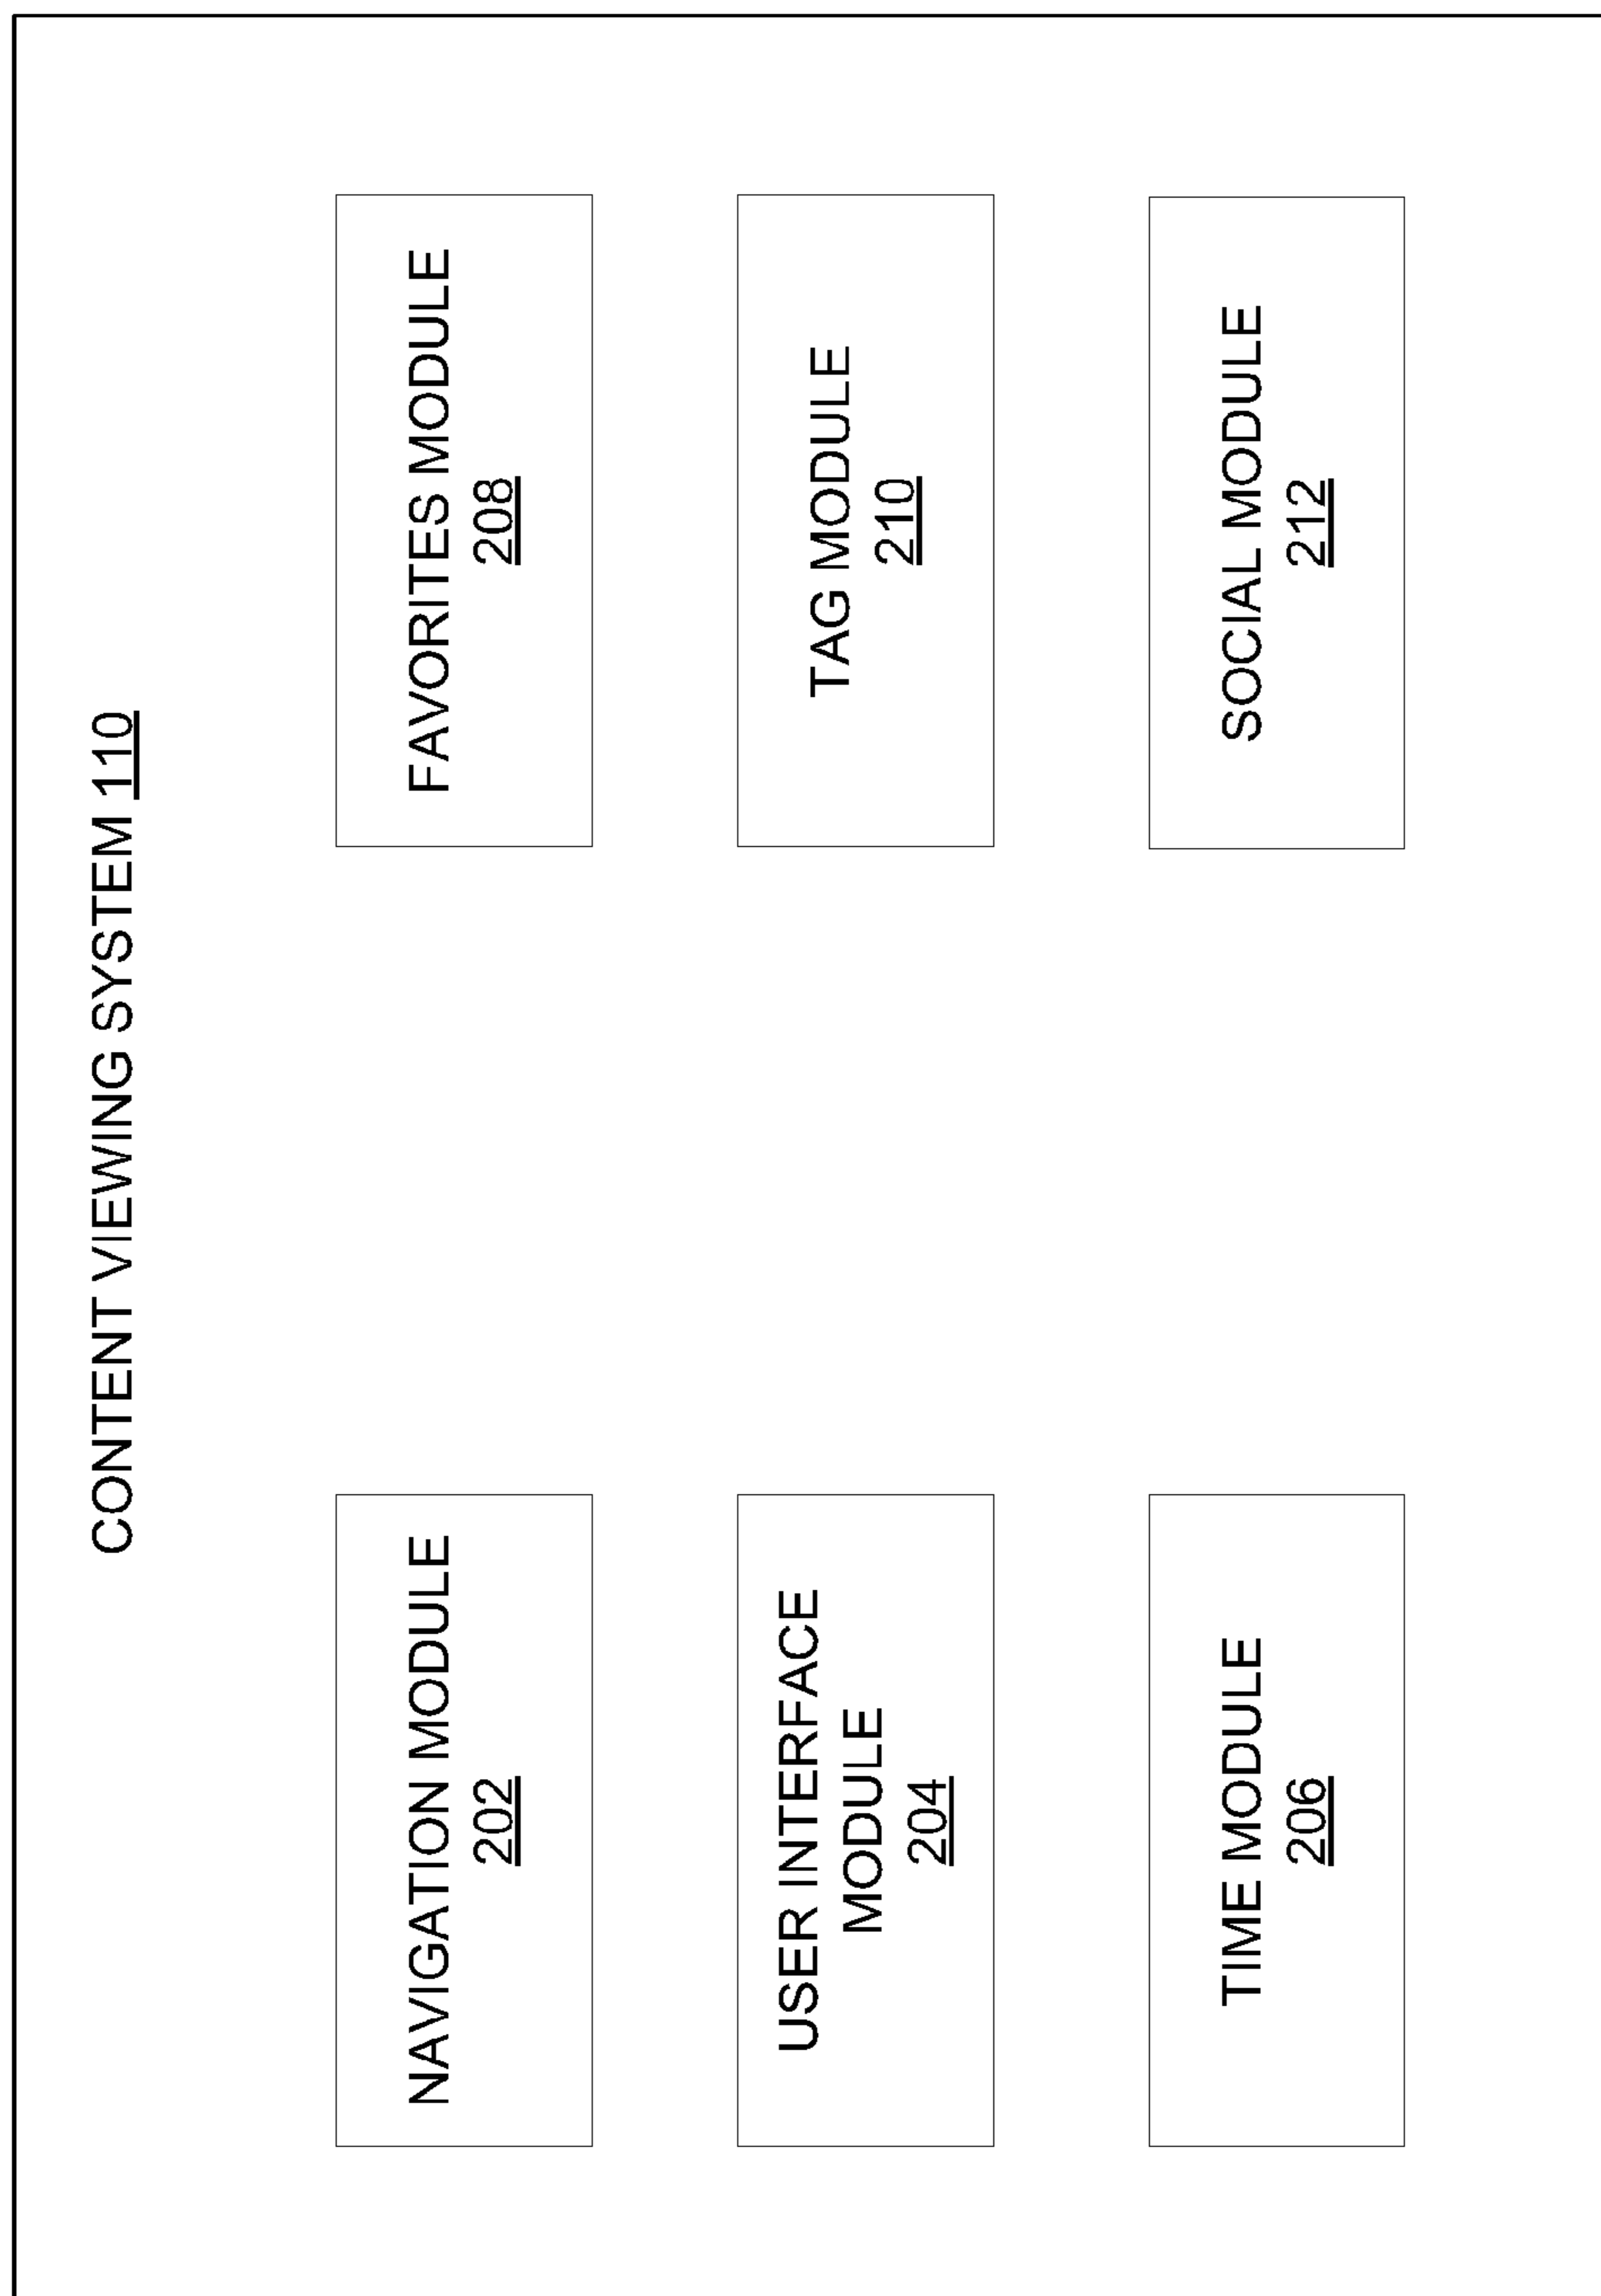 CONTENT VIEWING SYSTEM 110
NAVIGATION MODULE
202
USER INTERFACE
MODULE
204
TIME MODULE
206
FAVORITES MODULE
208
TAG MODULE
210
SOCIAL MODULE
212